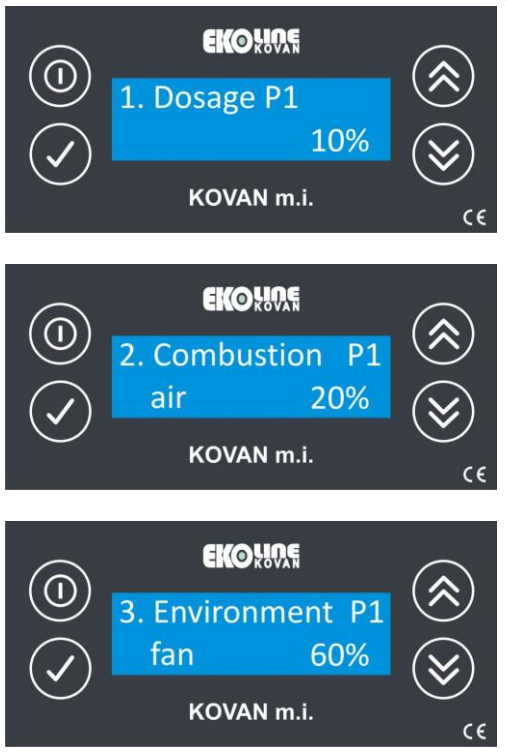 EKOLINE
KOVAN
1. Dosage P1
10%
KOVAN m.i.
CE
EKOLINE
KOVAN
2. Combustion P1
air 20%
KOVAN m.i.
CE
EKOLINE
KOVAN
3. Environment P1
fan 60%
KOVAN m.i.
CE